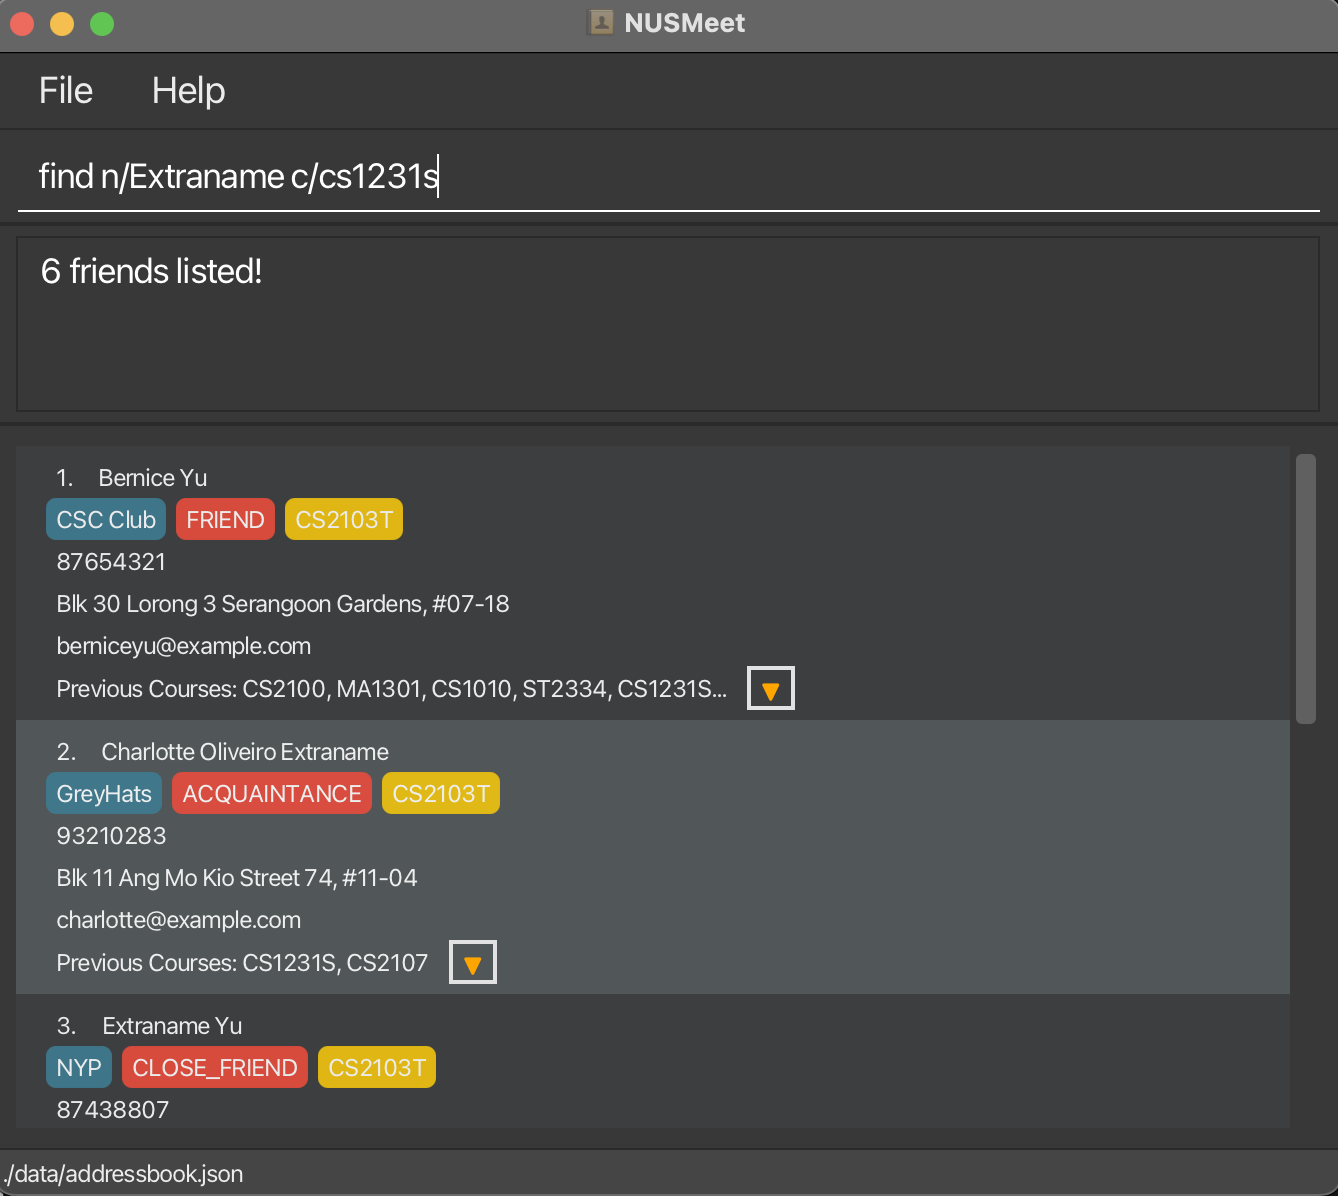 NUSMeet
File Help
find n/Extraname c/cs1231s
6 friends listed!
1. Bernice Yu
CSC Club FRIEND CS2103T
87654321
Blk 30 Lorong 3 Serangoon Gardens, #07-18
berniceyu@example.com
Previous Courses: CS2100, MA1301, CS1010, ST2334, CS1231S...
2. Charlotte Oliveiro Extraname
GreyHats ACQUAINTANCE CS2103T
93210283
Blk 11 Ang Mo Kio Street 74, #11-04
charlotte@example.com
Previous Courses: CS1231S, CS2107
3. Extraname Yu
NYP CLOSE_FRIEND CS2103T
87438807
./data/addressbook.json